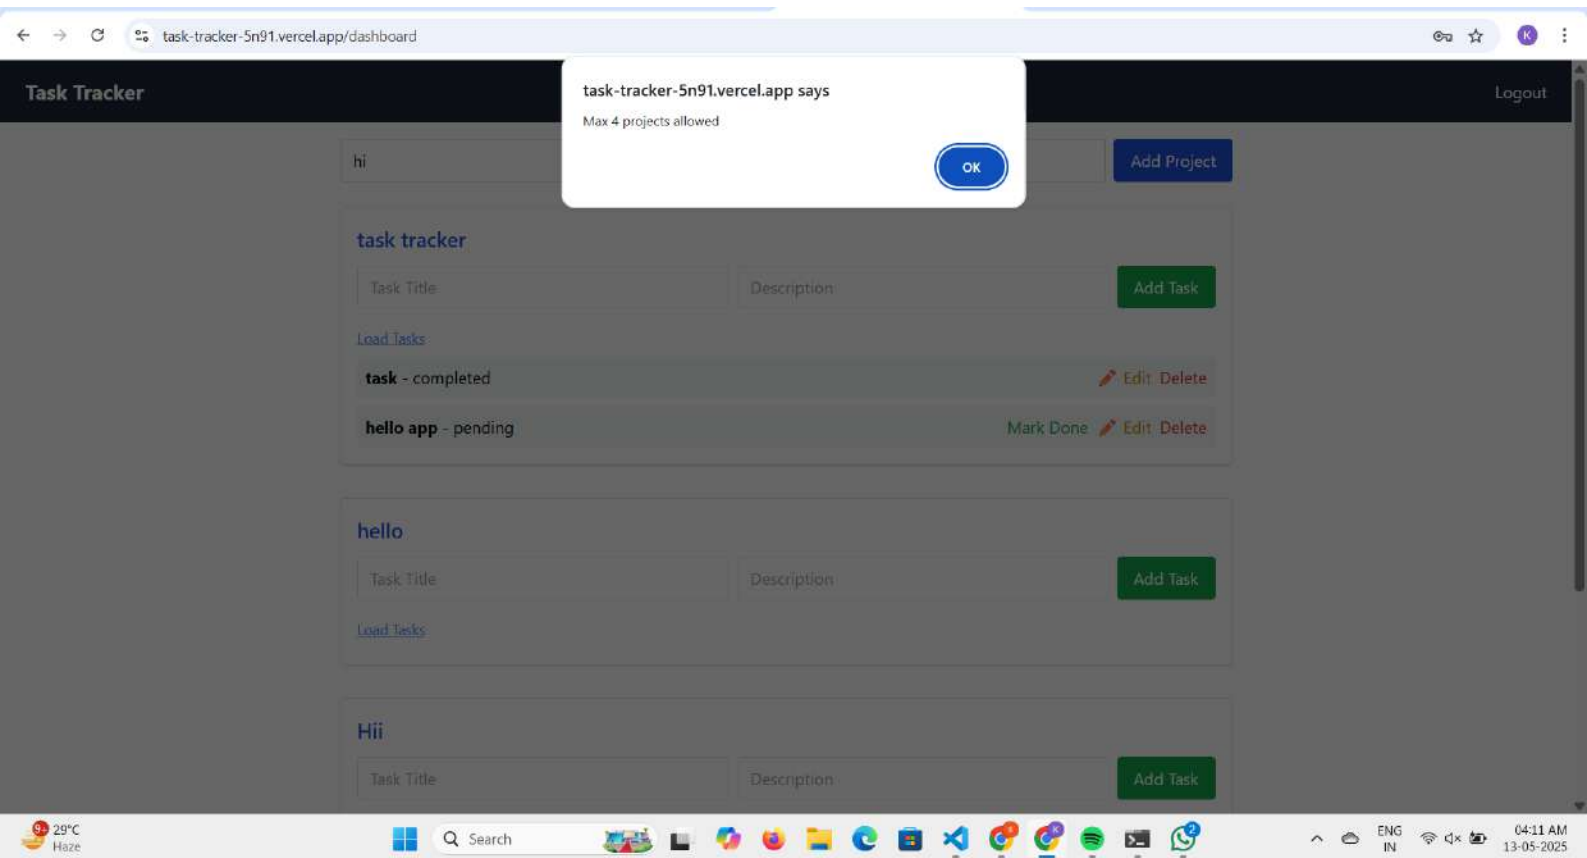 task-tracker-5n91.vercel.app/dashboard
K
Task Tracker
Logout
task-tracker-5n91.vercel.app says
Max 4 projects allowed
OK
hi
Add Project
task tracker
Task Title
Description
Add Task
Load Tasks
task - completed
Edit Delete
hello app - pending
Mark Done Edit Delete
hello
Task Title
Description
Add Task
Load Tasks
Hii
Task Title
Description
Add Task
9+
29°C
Haze
Search
2
ENG
IN
04:11 AM
13-05-2025